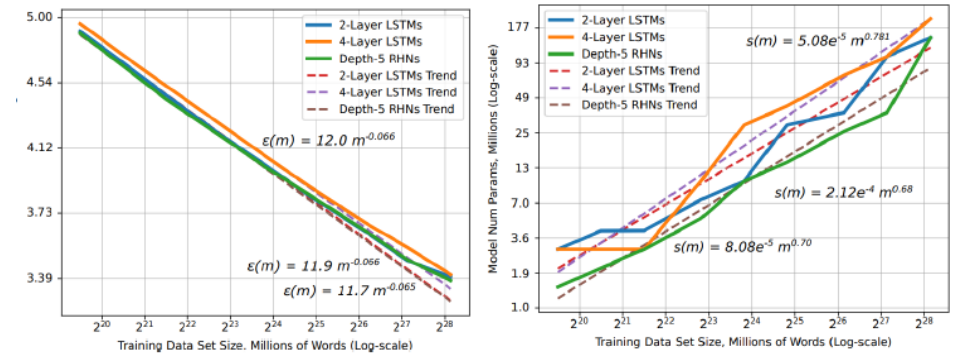 5.00
4.54
4.12
3.73
3.39
2-Layer LSTMs
4-Layer LSTMs
Depth-5 RHNs
2-Layer LSTMs Trend
4-Layer LSTMs Trend
Depth-5 RHNs Trend
ε(m) = 12.0 m^-0.066
ε(m) = 11.9 m^-0.066
ε(m) = 11.7 m^-0.065
2^20 2^21 2^22 2^23 2^24 2^25 2^26 2^27 2^28
Training Data Set Size. Millions of Words (Log-scale)
Model Num Params, Millions (Log-scale)
177
93
49
25
13
7.0
3.6
1.9
1.0
2-Layer LSTMs
4-Layer LSTMs
Depth-5 RHNs
2-Layer LSTMs Trend
4-Layer LSTMs Trend
Depth-5 RHNs Trend
s(m) = 5.08e^-5 m^0.781
s(m) = 2.12e^-4 m^0.68
s(m) = 8.08e^-5 m^0.70
2^20 2^21 2^22 2^23 2^24 2^25 2^26 2^27 2^28
Training Data Set Size, Millions of Words (Log-scale)